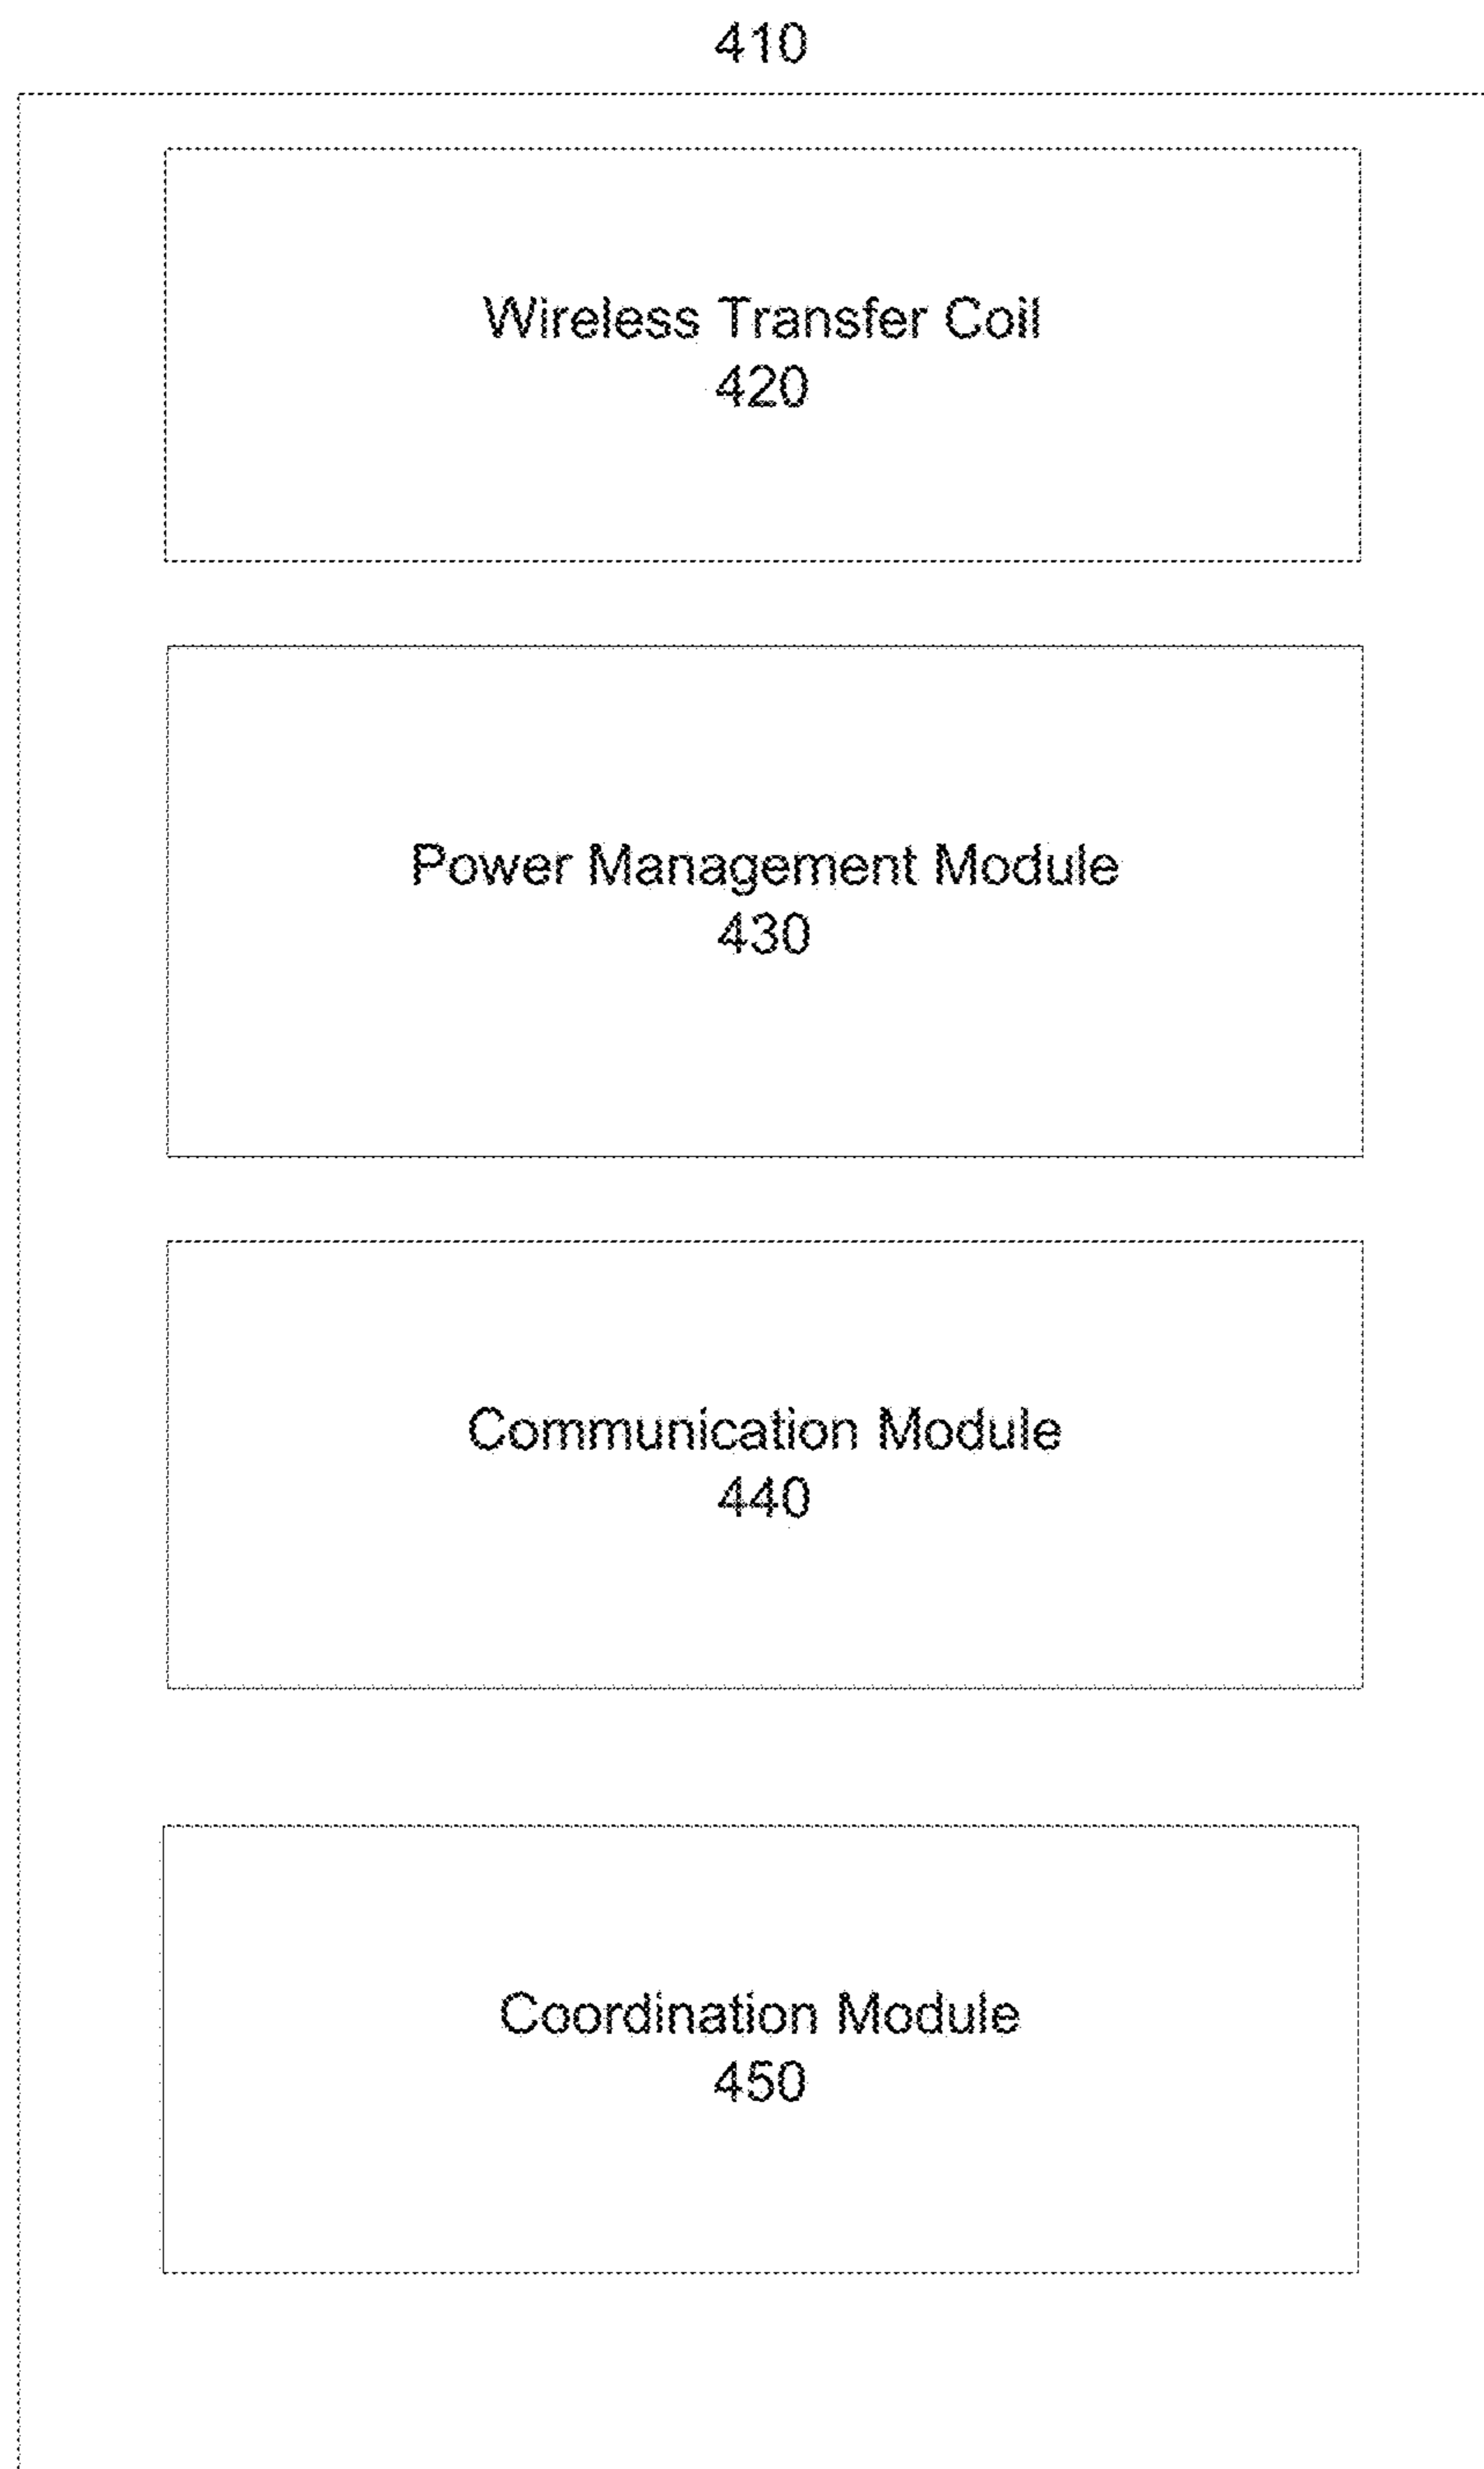 410
Wireless Transfer Coil
420
Power Management Module
430
Communication Module
440
Coordination Module
450